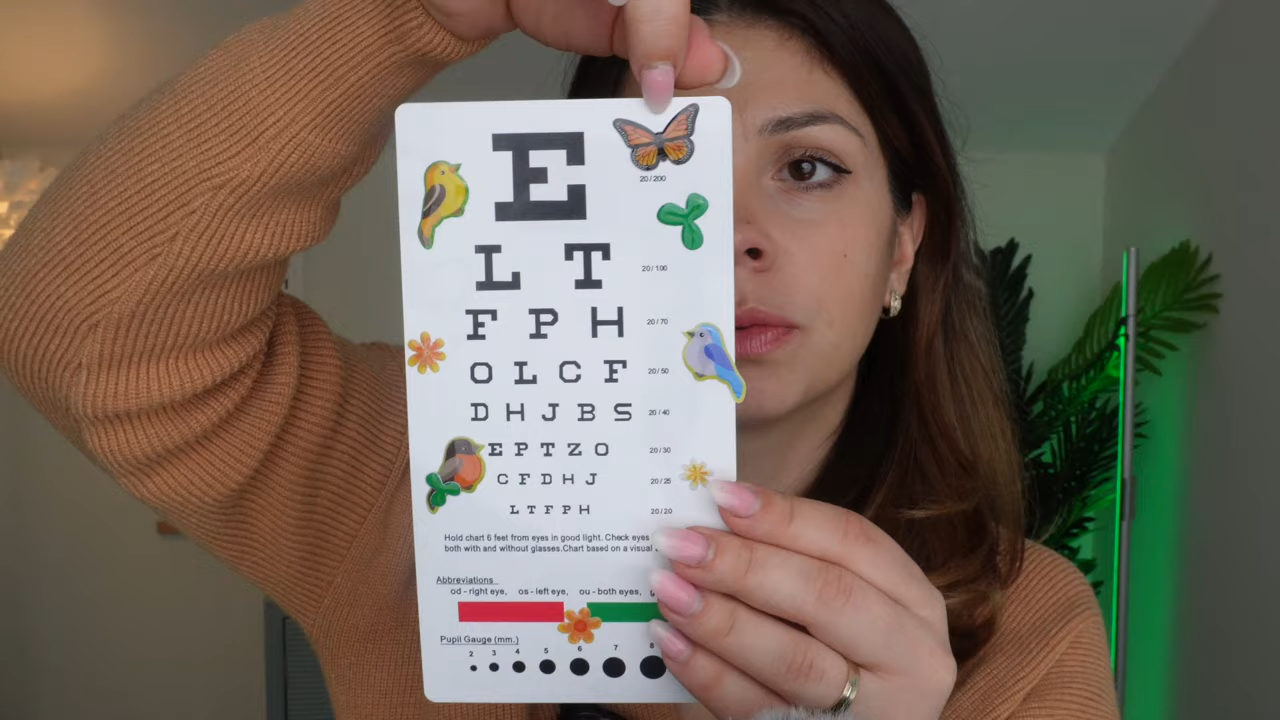 E
20/200
L T
20/100
F P H
20/70
O L C F
20/50
D H J B S
20/40
E P T Z O
20/30
C F D H J
20/25
L T F P H
20/20
Hold chart 6 feet from eyes in good light. Check eyes
both with and without glasses.Chart based on a visual
Abbreviations
od - right eye, os - left eye, ou - both eyes,
Pupil Gauge (mm.)
2 3 4 5 6 7 8